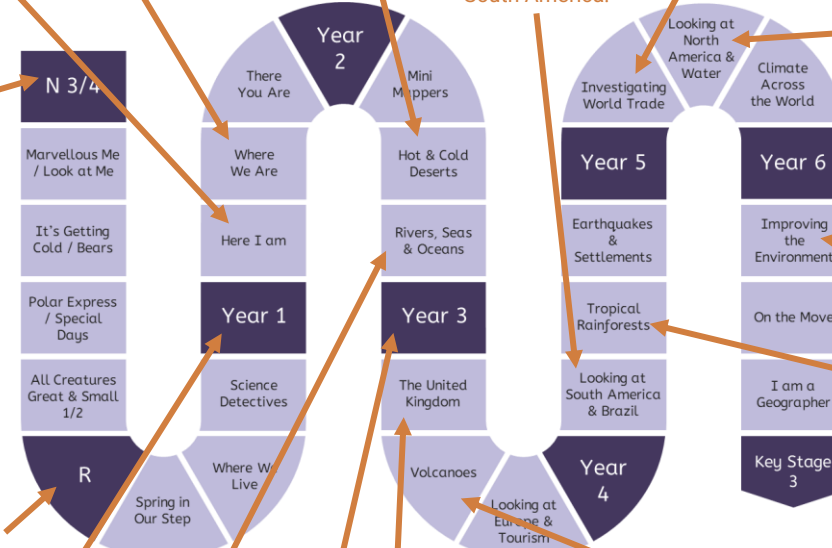 South America.
N 3/4
Marvellous Me
/ Look at Me
It's Getting
Cold / Bears
Polar Express
/ Special
Days
All Creatures
Great & Small
1/2
R
Spring in
Our Step
Where We
Live
Science
Detectives
Year 1
Here I am
Where
We Are
There
You Are
Year
2
Mini
Mappers
Hot & Cold
Deserts
Rivers, Seas
& Oceans
Year 3
The United
Kingdom
Volcanoes
Looking at
Europe &
Tourism
Year
4
Looking at
South America
& Brazil
Tropical
Rainforests
Earthquakes
&
Settlements
Year 5
Investigating
World Trade
Looking at
North
America &
Water
Climate
Across
the World
Year 6
Improving
the
Environment
On the Move
I am a
Geographer
Key Stage
3